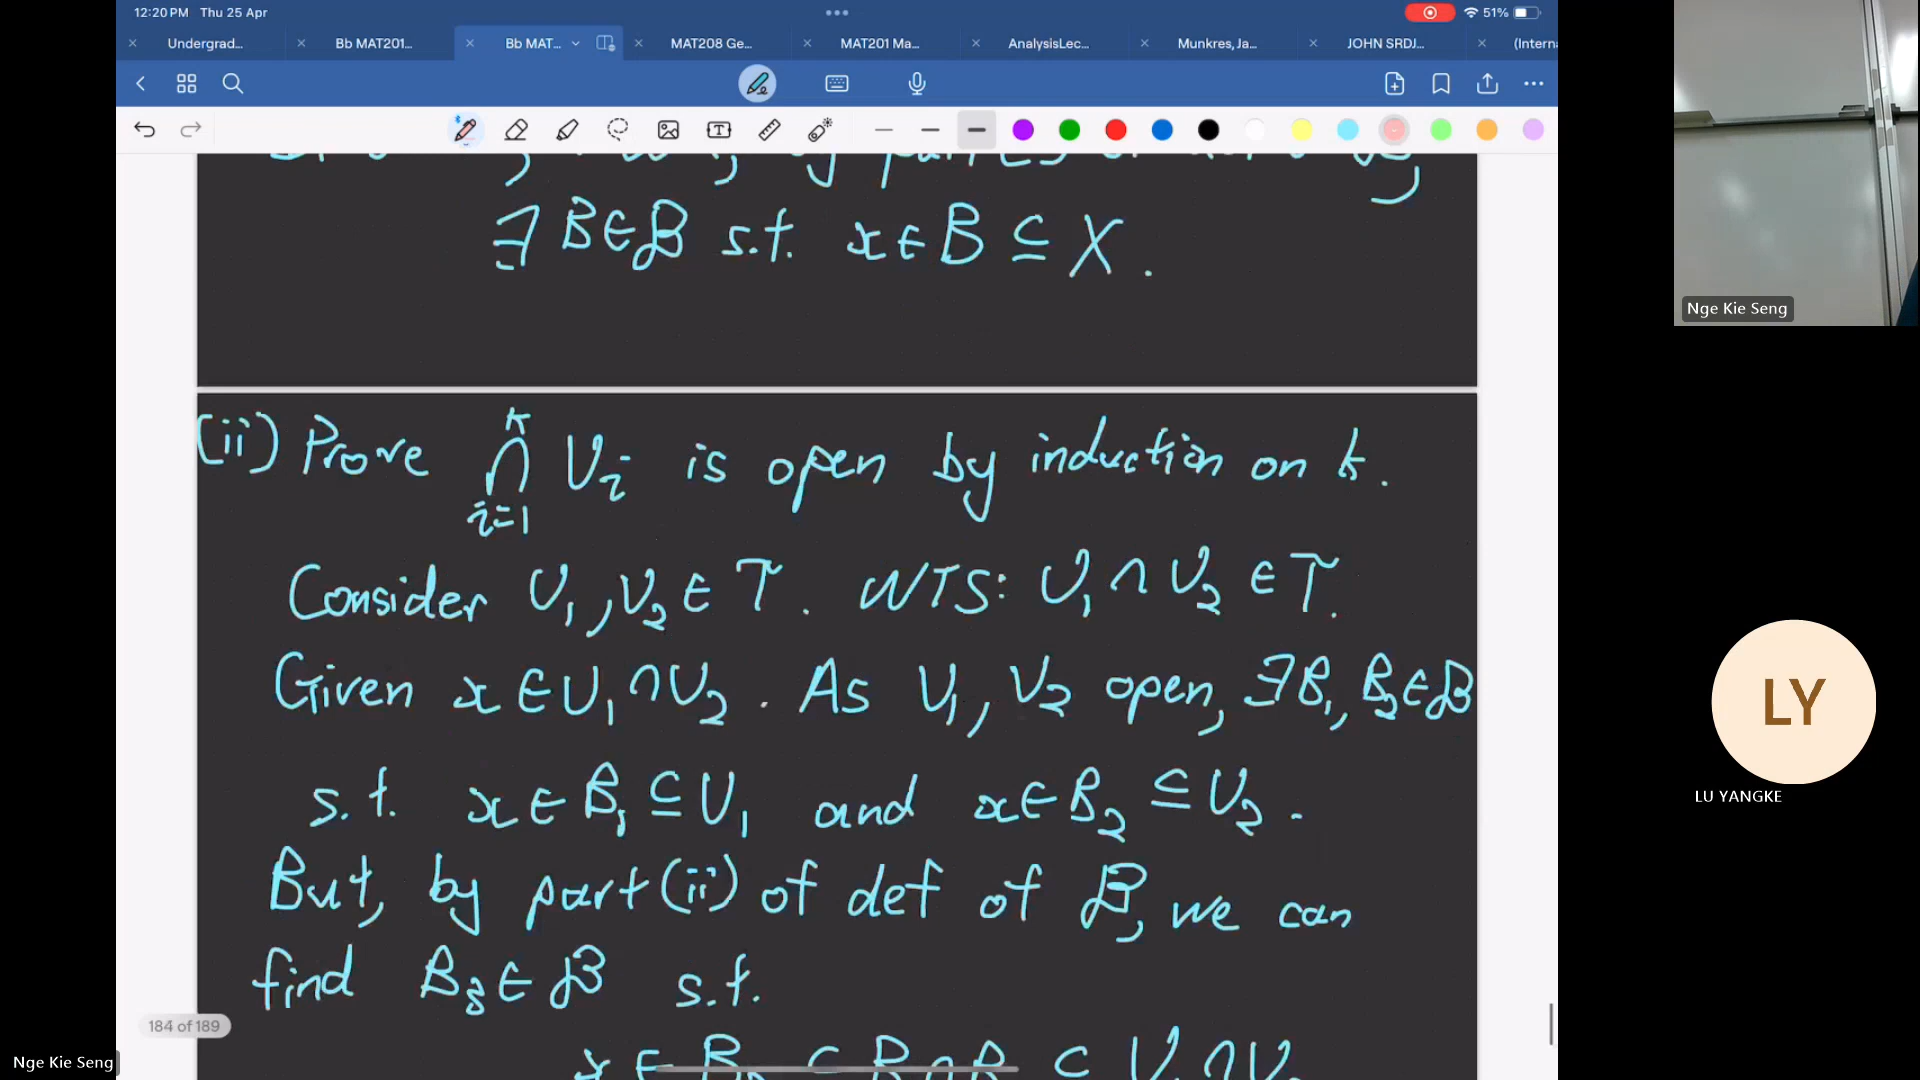 12:20 PM Thu 25 Apr
51%
Undergrad...
Bb MAT201...
Bb MAT...
MAT208 Ge...
MAT201 Ma...
AnalysisLec...
Munkres, Ja...
JOHN SRDJ...
(Intern
∃ B ∈ ℬ s.t. x ∈ B ⊆ X.
(ii) Prove ⋂_{i=1}^{k} U_i is open by induction on k.
Consider U₁, U₂ ∈ T. WTS: U₁ ∩ U₂ ∈ T.
Given x ∈ U₁ ∩ U₂. As U₁, U₂ open, ∃ B₁, B₂ ∈ ℬ
s.t. x ∈ B₁ ⊆ U₁ and x ∈ B₂ ⊆ U₂.
But, by part (ii) of def of ℬ, we can
find B₃ ∈ ℬ s.t.
184 of 189
Nge Kie Seng
Nge Kie Seng
LY
LU YANGKE